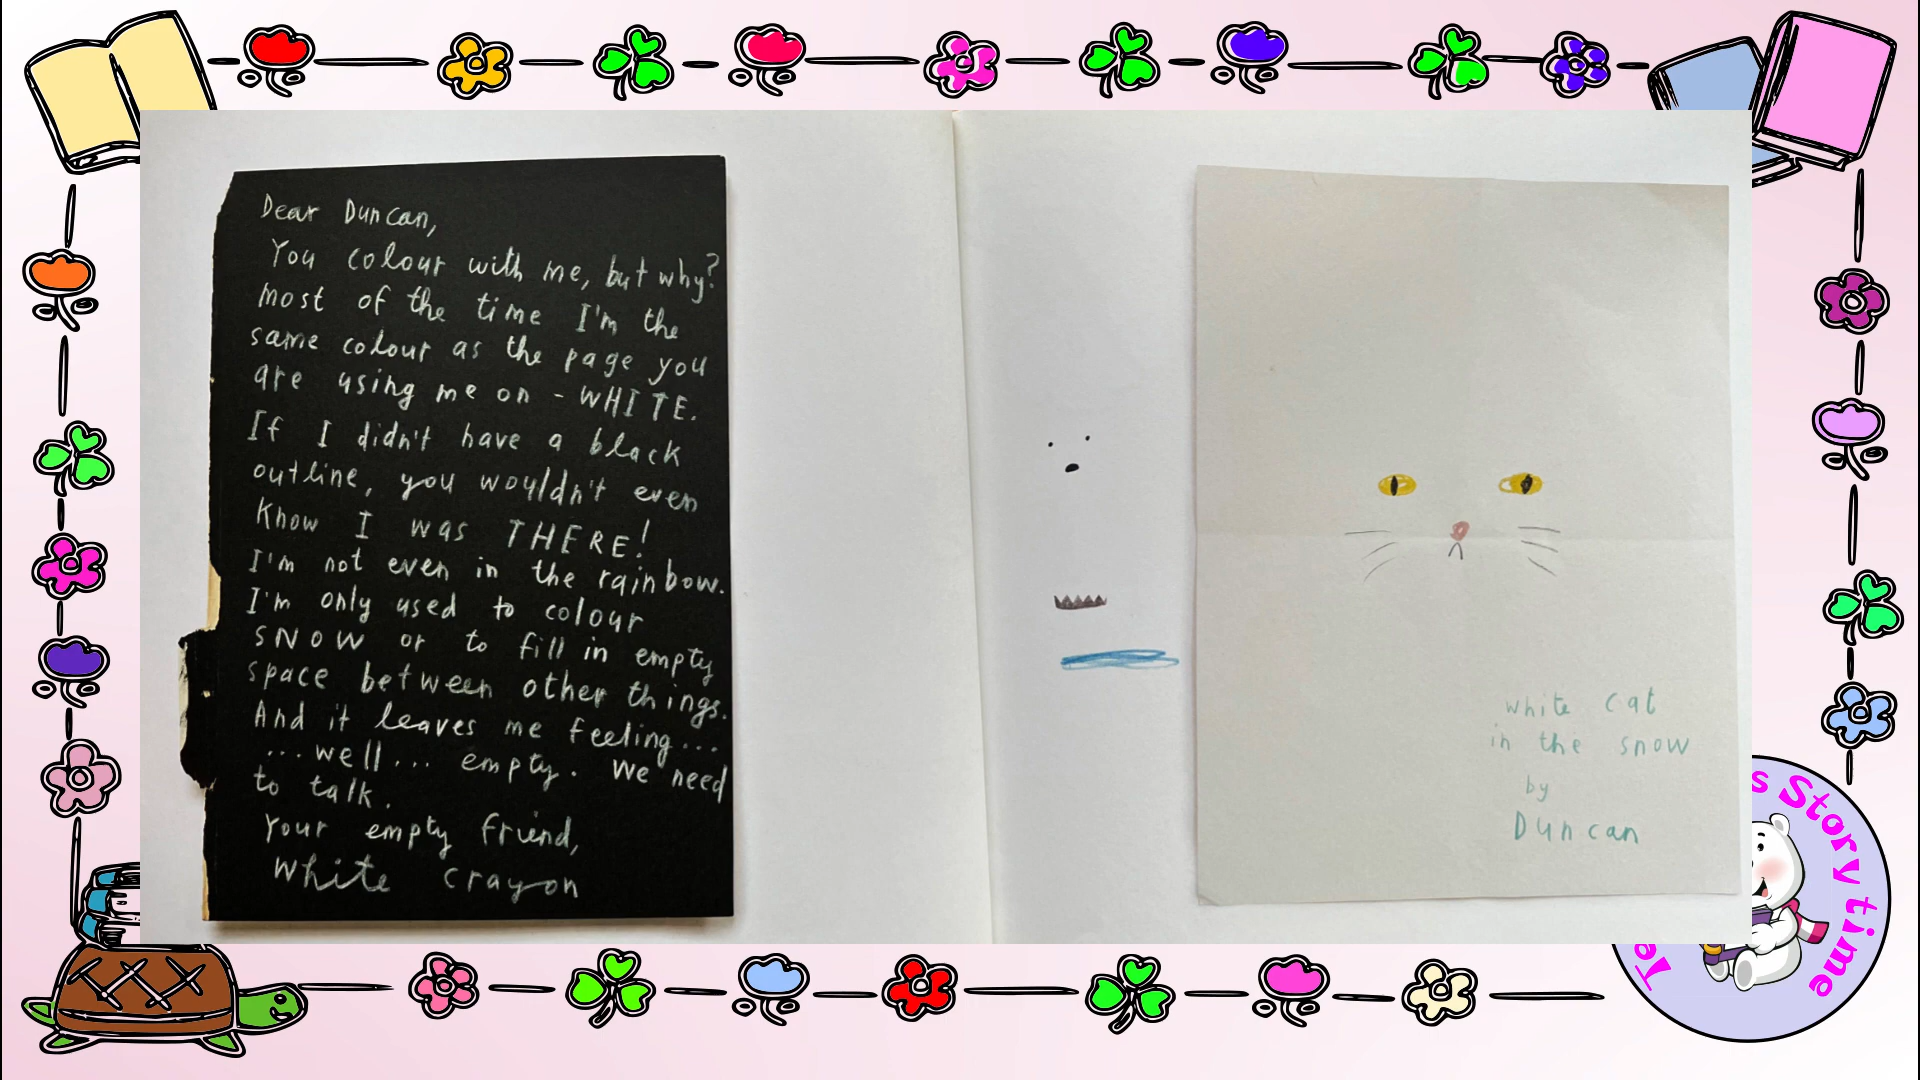 Dear Duncan,
You colour with me, but why?
most of the time I'm the
same colour as the page you
are using me on - WHITE.
If I didn't have a black
outline, you wouldn't even
Know I was THERE!
I'm not even in the rainbow.
I'm only used to colour
SNOW or to fill in empty
space between other things.
And it leaves me feeling...
...well... empty. We need
to talk.
Your empty friend,
White crayon
white cat
in the snow
by
Duncan
s Story time
Te